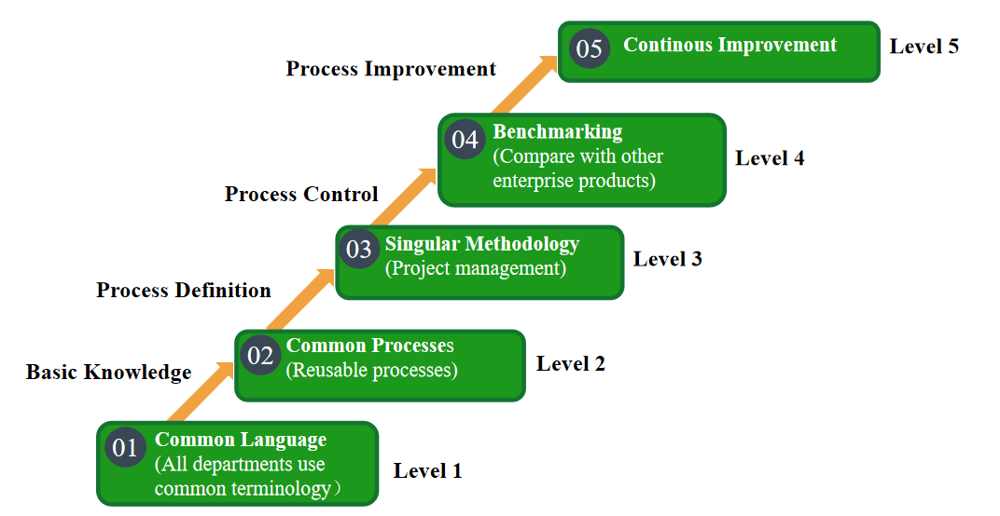 05
Continous Improvement
Level 5
Process Improvement
04
Benchmarking
(Compare with other
enterprise products)
Level 4
Process Control
03
Singular Methodology
(Project management)
Level 3
Process Definition
02
Common Processes
(Reusable processes)
Level 2
Basic Knowledge
01
Common Language
(All departments use
common terminology）
Level 1